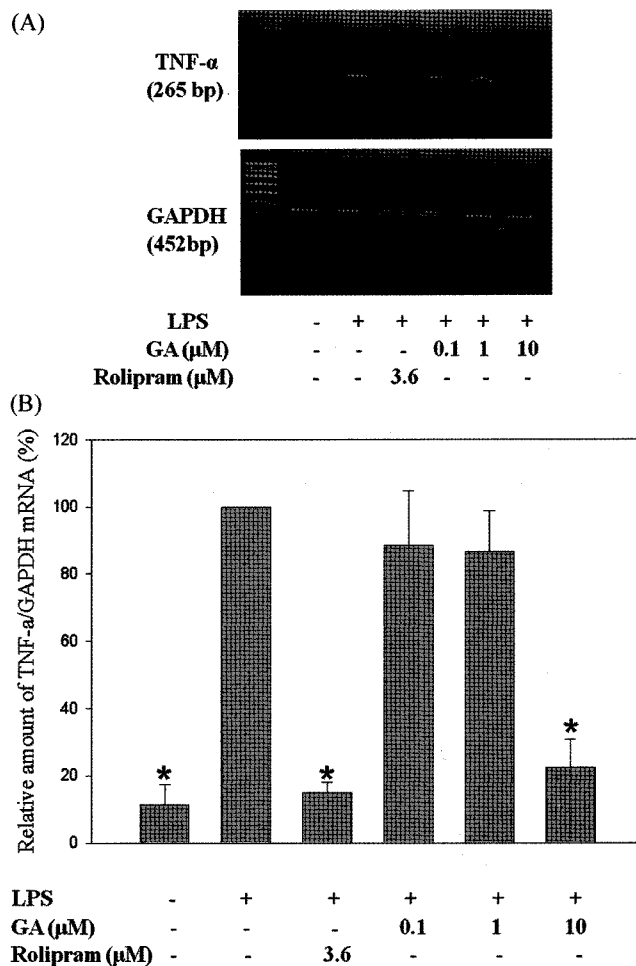 (A)
TNF-α
(265 bp)
GAPDH
(452bp)
LPS - + + + + +
GA (µM) - - - 0.1 1 10
Rolipram (µM) - - 3.6 - - -
(B)
Relative amount of TNF-a/GAPDH mRNA (%)
120
100
80
60
40
20
0
* * *
LPS - + + + + +
GA (µM) - - - 0.1 1 10
Rolipram (µM) - - 3.6 - - -